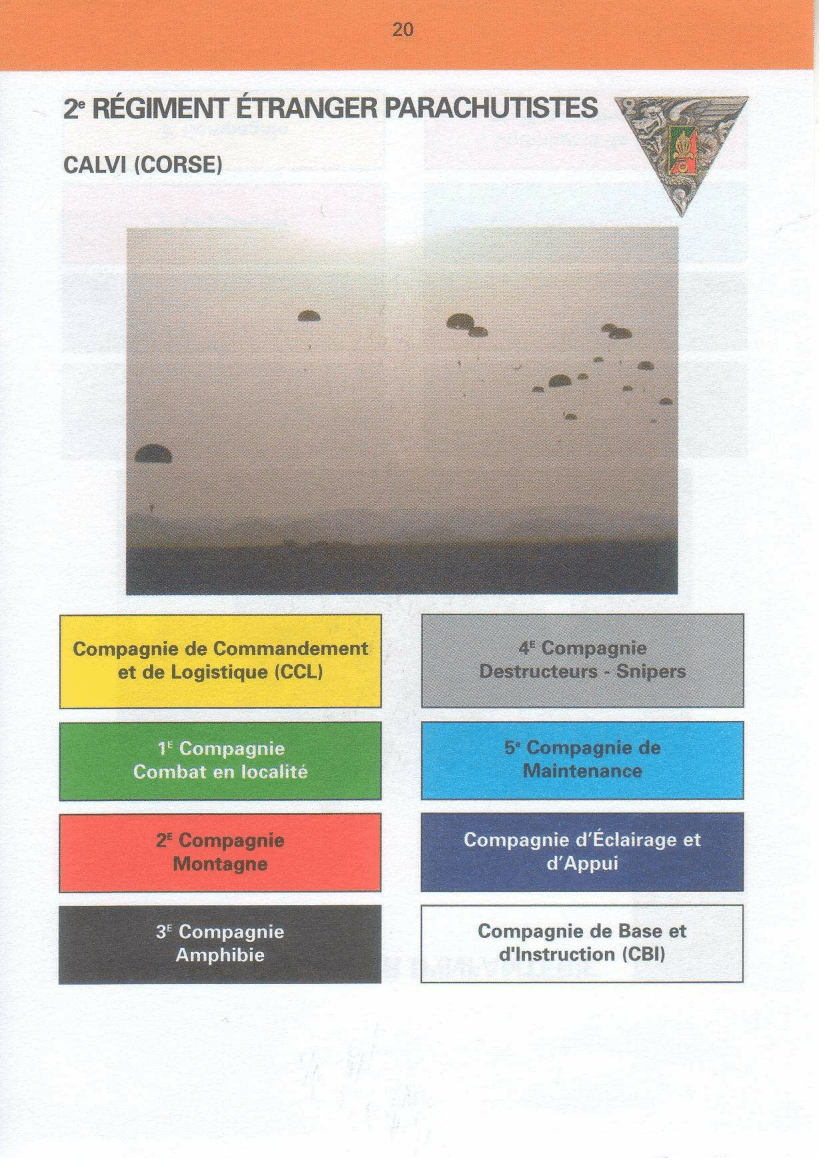 20
2e RÉGIMENT ÉTRANGER PARACHUTISTES
CALVI (CORSE)
Compagnie de Commandement
et de Logistique (CCL)
4E Compagnie
Destructeurs - Snipers
1E Compagnie
Combat en localité
5e Compagnie de
Maintenance
2E Compagnie
Montagne
Compagnie d'Éclairage et
d'Appui
3E Compagnie
Amphibie
Compagnie de Base et
d'Instruction (CBI)